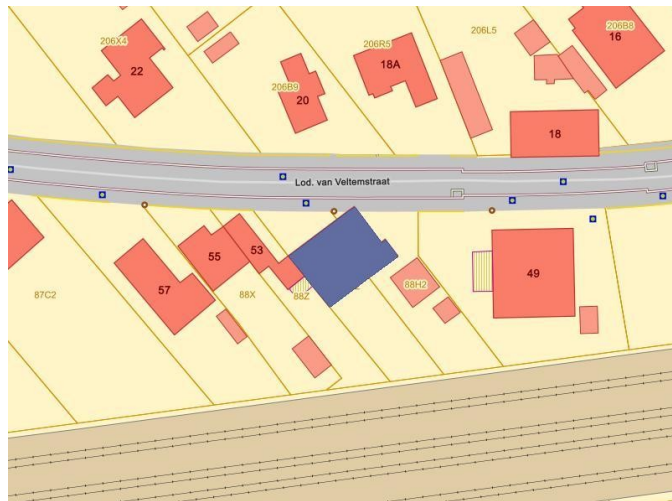 206X4
22
206B9
20
206R5
18A
206L5
206B8
16
18
Lod. van Veltemstraat
87C2
57
55
88X
53
88Z
88H2
49